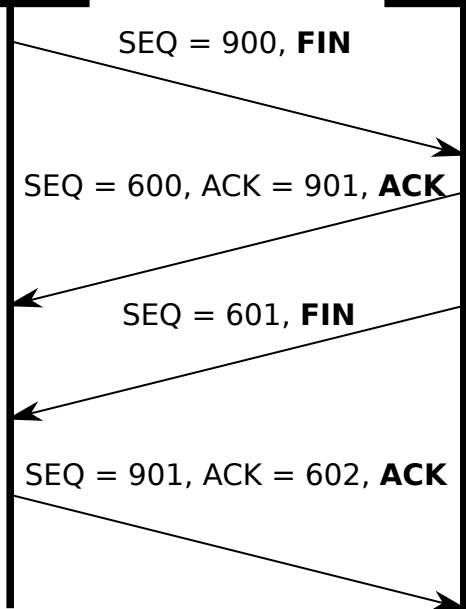 SEQ = 900, FIN
SEQ = 600, ACK = 901, ACK
SEQ = 601, FIN
SEQ = 901, ACK = 602, ACK